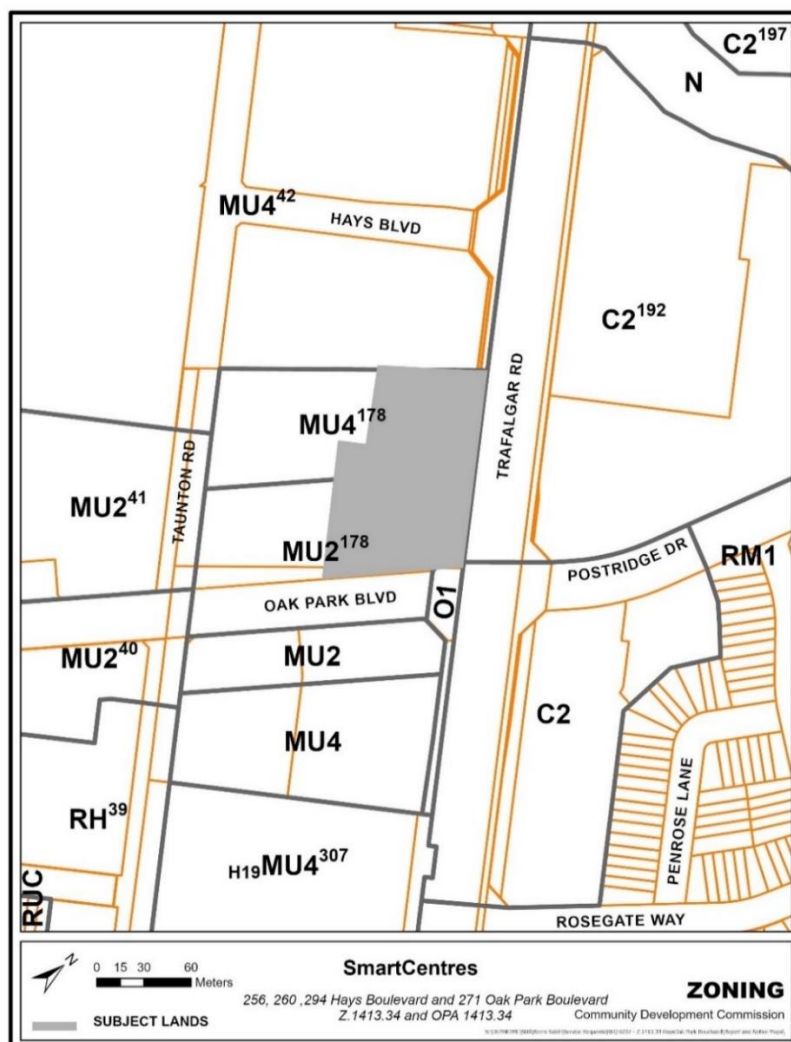 C2¹⁹⁷
N
MU4⁴²
HAYS BLVD
C2¹⁹²
TRAFALGAR RD
MU4¹⁷⁸
TAUNTON RD
MU2⁴¹
MU2¹⁷⁸
POSTRIDGE DR
RM1
OAK PARK BLVD
O1
MU2⁴⁰
MU2
C2
MU4
PENROSE LANE
RH³⁹
H19MU4³⁰⁷
RUC
ROSEGATE WAY
N
0 15 30 60
Meters
SUBJECT LANDS
SmartCentres
256, 260 ,294 Hays Boulevard and 271 Oak Park Boulevard
Z.1413.34 and OPA 1413.34
ZONING
Community Development Commission